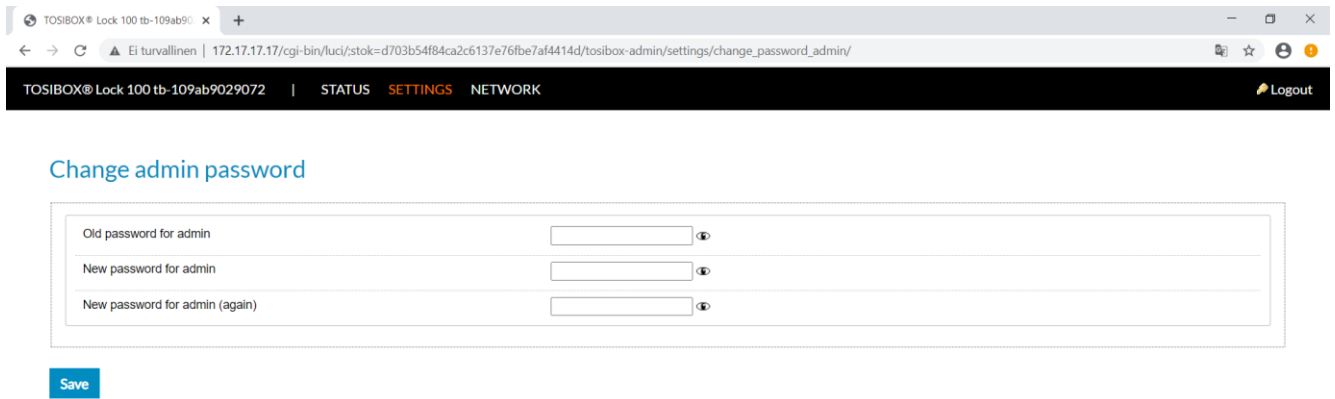 TOSIBOX® Lock 100 tb-109ab90
Ei turvallinen | 172.17.17.17/cgi-bin/luci/;stok=d703b54f84ca2c6137e76fbe7af4414d/tosibox-admin/settings/change_password_admin/
TOSIBOX® Lock 100 tb-109ab9029072 | STATUS SETTINGS NETWORK Logout
Change admin password
Old password for admin
New password for admin
New password for admin (again)
Save